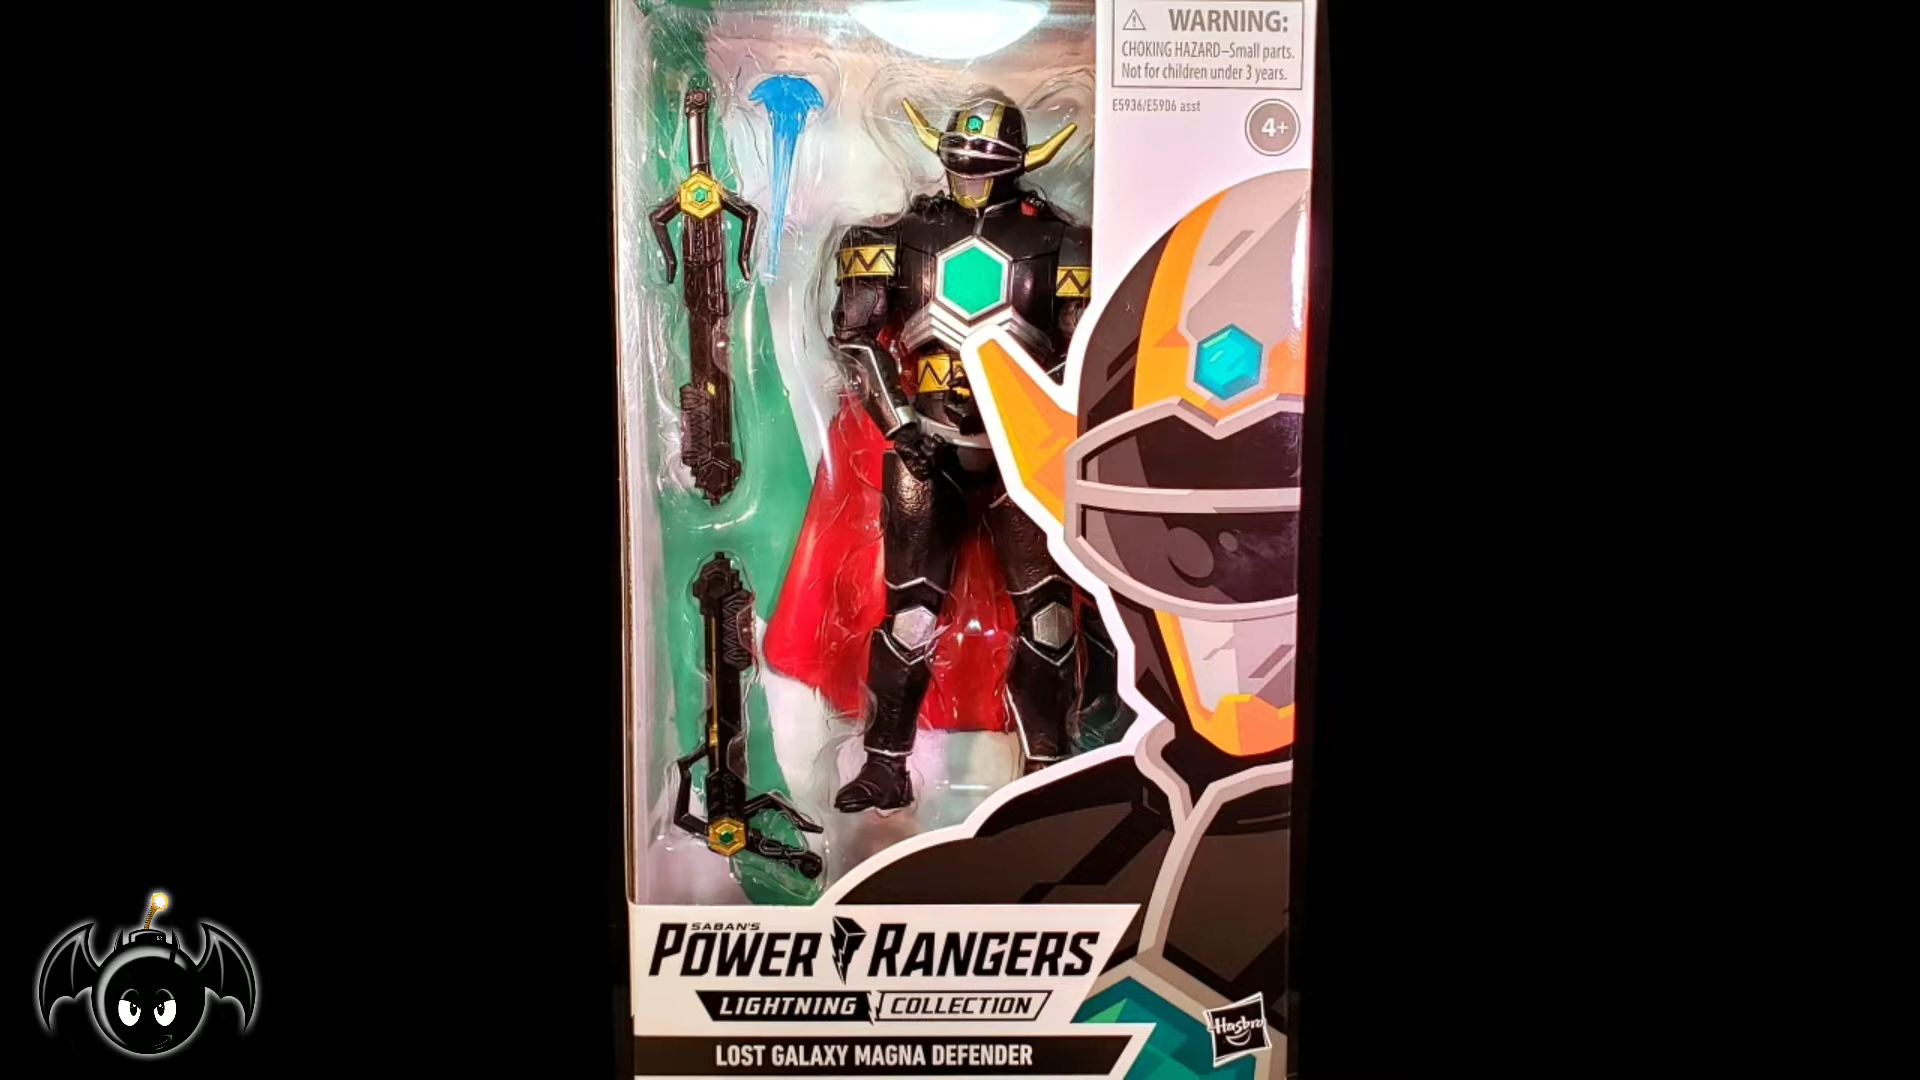 WARNING:
CHOKING HAZARD–Small parts.
Not for children under 3 years.
E5936/E5906 asst
4+
SABAN'S
POWER RANGERS
LIGHTNING COLLECTION
Hasbro
LOST GALAXY MAGNA DEFENDER